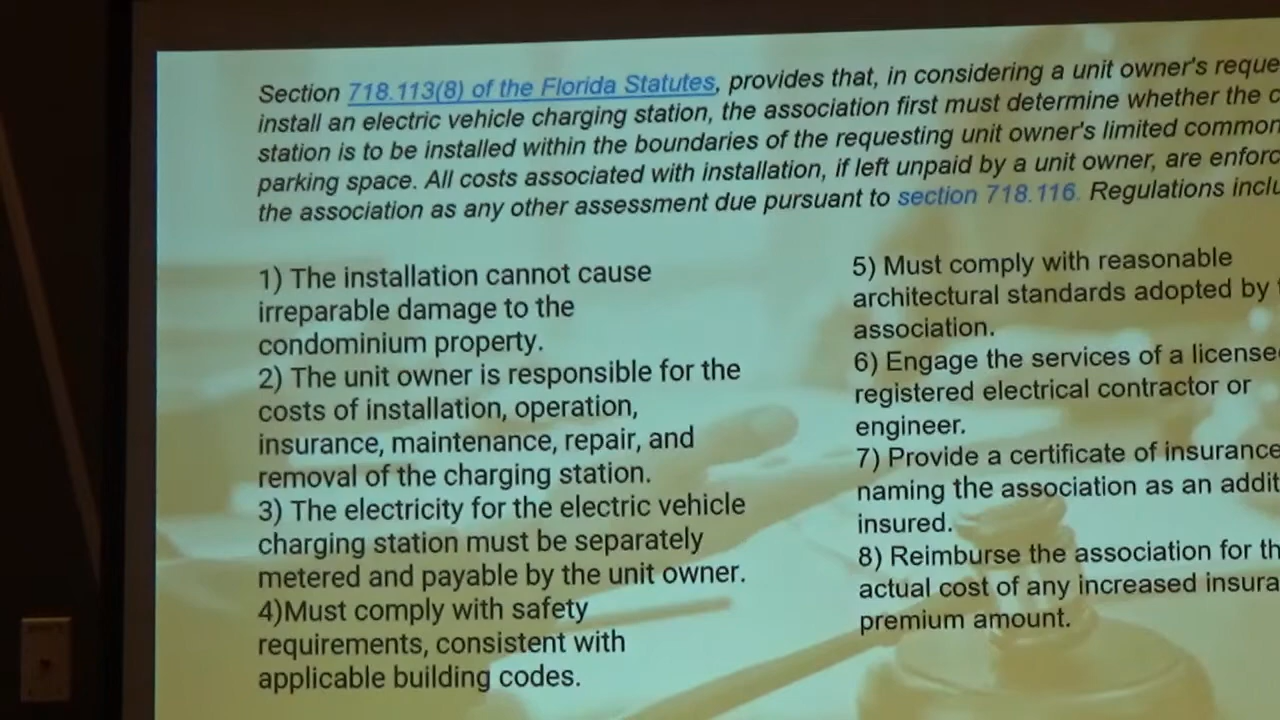 Section 718.113(8) of the Florida Statutes, provides that, in considering a unit owner's
install an electric vehicle charging station, the association first must determine whether the
station is to be installed within the boundaries of the requesting unit owner's limited common
parking space. All costs associated with installation, if left unpaid by a unit owner, are
the association as any other assessment due pursuant to section 718.116. Regulations
1) The installation cannot cause
irreparable damage to the
condominium property.
2) The unit owner is responsible for the
costs of installation, operation,
insurance, maintenance, repair, and
removal of the charging station.
3) The electricity for the electric vehicle
charging station must be separately
metered and payable by the unit owner.
4)Must comply with safety
requirements, consistent with
applicable building codes.
5) Must comply with reasonable
architectural standards adopted by
association.
6) Engage the services of a
registered electrical contractor or
engineer.
7) Provide a certificate of insurance
naming the association as an
insured.
8) Reimburse the association for
actual cost of any increased
premium amount.